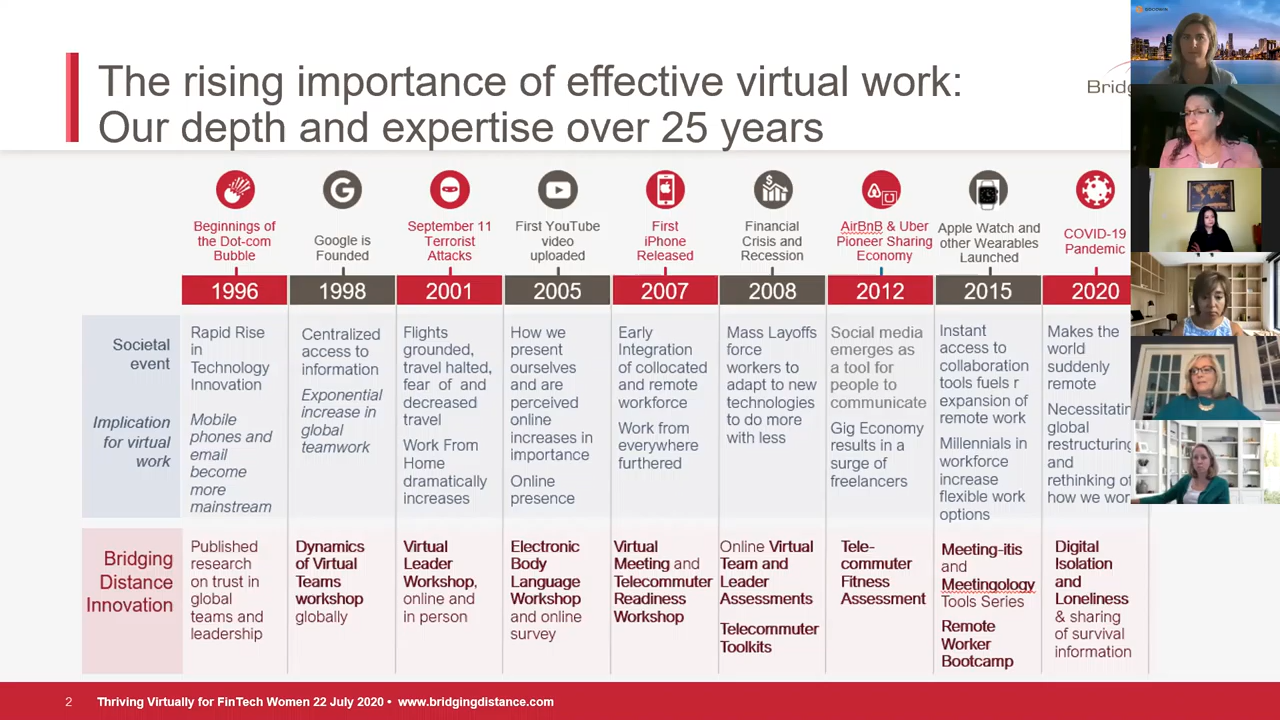 The rising importance of effective virtual work:
Our depth and expertise over 25 years
Bridg
Beginnings of
the Dot-com
Bubble
Google is
Founded
September 11
Terrorist
Attacks
First YouTube
video
uploaded
First
iPhone
Released
Financial
Crisis and
Recession
AirBnB & Uber
Pioneer Sharing
Economy
Apple Watch and
other Wearables
Launched
COVID-19
Pandemic
1996
1998
2001
2005
2007
2008
2012
2015
2020
Societal
event
Implication
for virtual
work
Rapid Rise
in
Technology
Innovation
Mobile
phones and
email
become
more
mainstream
Centralized
access to
information
Exponential
increase in
global
teamwork
Flights
grounded,
travel halted,
fear of and
decreased
travel
Work From
Home
dramatically
increases
How we
present
ourselves
and are
perceived
online
increases in
importance
Online
presence
Early
Integration
of collocated
and remote
workforce
Work from
everywhere
furthered
Mass Layoffs
force
workers to
adapt to new
technologies
to do more
with less
Social media
emerges as
a tool for
people to
communicate
Gig Economy
results in a
surge of
freelancers
Instant
access to
collaboration
tools fuels r
expansion of
remote work
Millennials in
workforce
increase
flexible work
options
Makes the
world
suddenly
remote
Necessitatin
global
restructuring
and
rethinking of
how we wor
Bridging
Distance
Innovation
Published
research
on trust in
global
teams and
leadership
Dynamics
of Virtual
Teams
workshop
globally
Virtual
Leader
Workshop,
online and
in person
Electronic
Body
Language
Workshop
and online
survey
Virtual
Meeting and
Telecommuter
Readiness
Workshop
Online Virtual
Team and
Leader
Assessments
Telecommuter
Toolkits
Tele-
commuter
Fitness
Assessment
Meeting-itis
and
Meetingology
Tools Series
Remote
Worker
Bootcamp
Digital
Isolation
and
Loneliness
& sharing
of survival
information
2 Thriving Virtually for FinTech Women 22 July 2020 • www.bridgingdistance.com